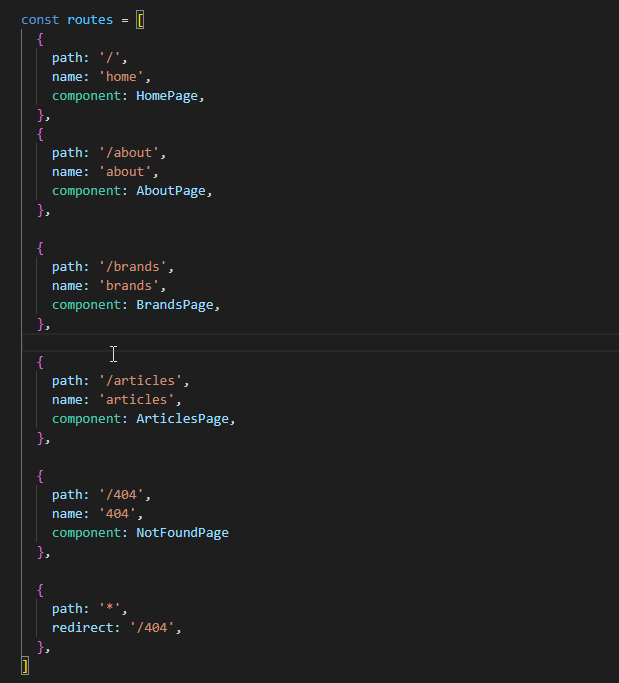 const routes = [
{
path: '/',
name: 'home',
component: HomePage,
},
{
path: '/about',
name: 'about',
component: AboutPage,
},
{
path: '/brands',
name: 'brands',
component: BrandsPage,
},
{
path: '/articles',
name: 'articles',
component: ArticlesPage,
},
{
path: '/404',
name: '404',
component: NotFoundPage
},
{
path: '*',
redirect: '/404',
},
]